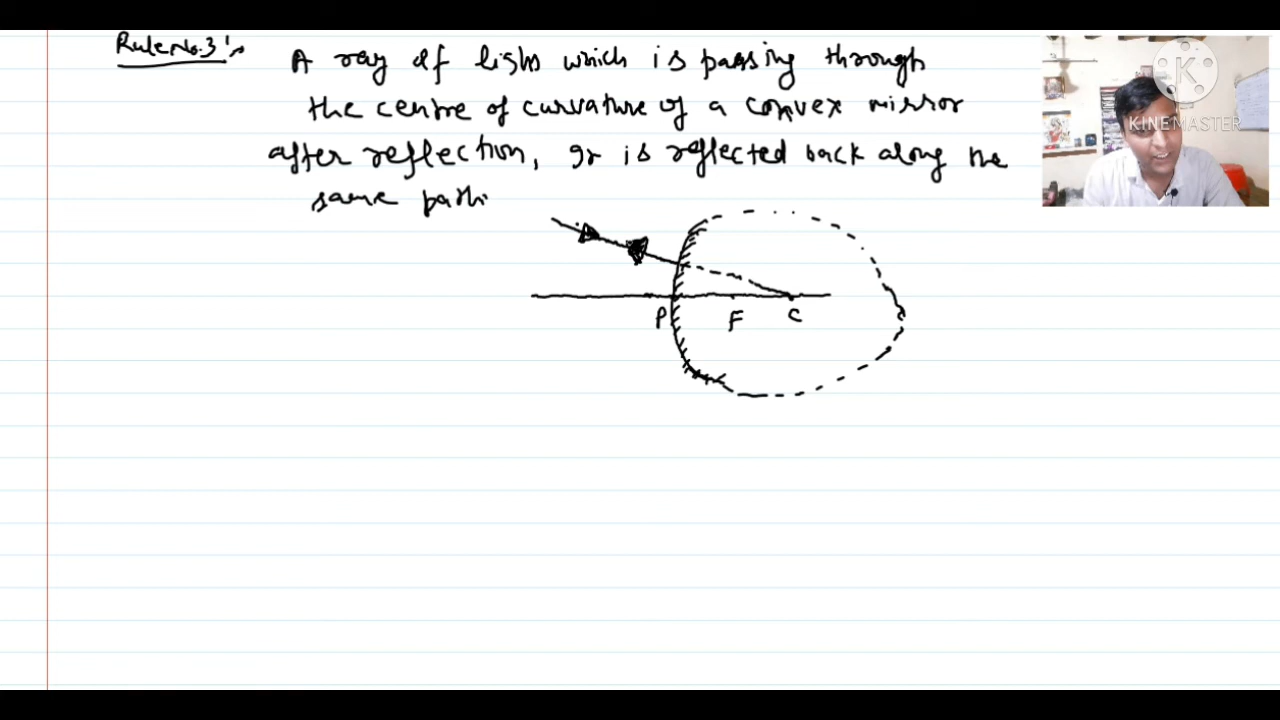 Rule No. 3 :
A ray of light which is passing through
the centre of curvature of a convex mirror
after reflection, It is reflected back along the
same path
P F C
K
KINEMASTER